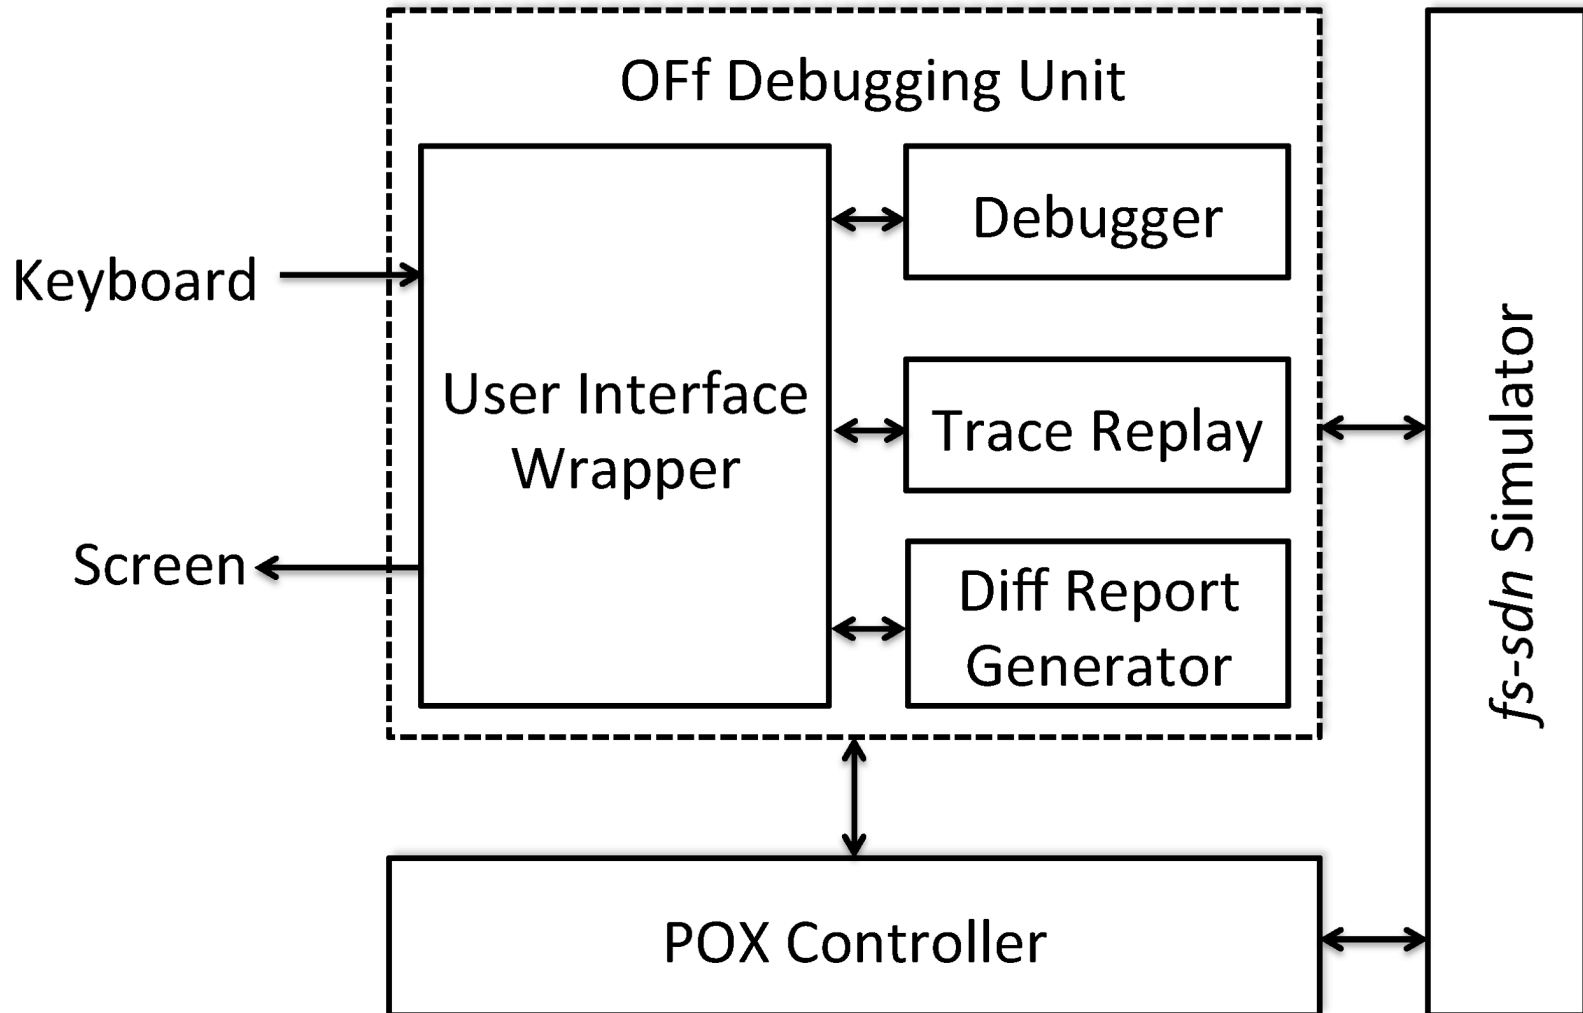 OFf Debugging Unit
Debugger
Keyboard
User Interface
Wrapper
Trace Replay
Screen
Diff Report
Generator
fs-sdn Simulator
POX Controller